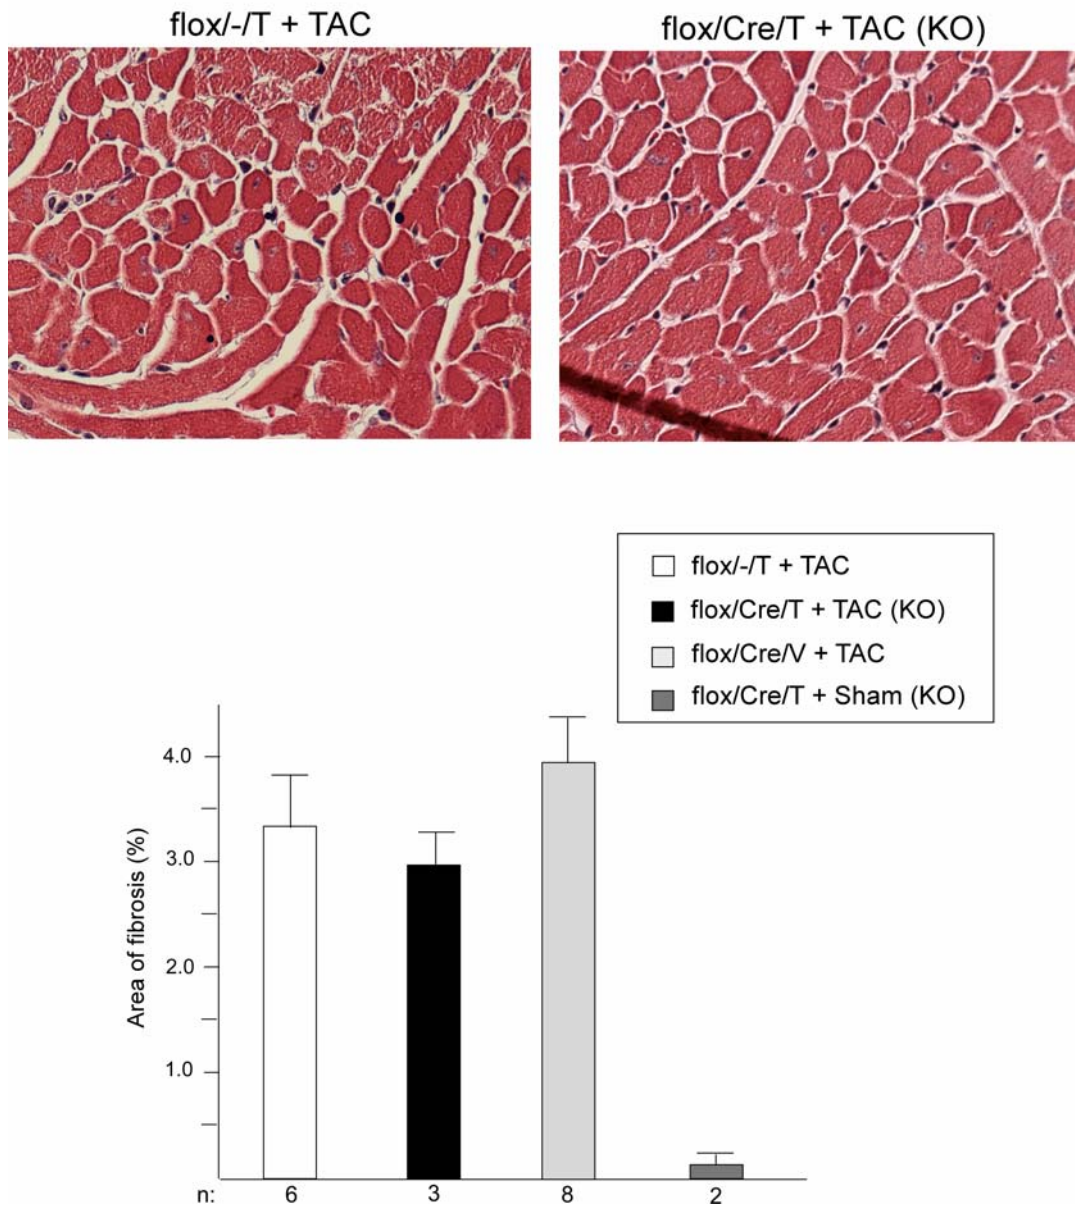 flox/-/T + TAC
flox/Cre/T + TAC (KO)
flox/-/T + TAC
flox/Cre/T + TAC (KO)
flox/Cre/V + TAC
flox/Cre/T + Sham (KO)
Area of fibrosis (%)
4.0
3.0
2.0
1.0
n: 6 3 8 2